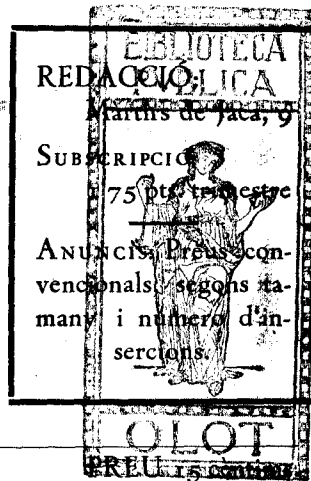 BIBLIOTECA
PÚBLICA
REDACCIÓ:
Màrtirs de Jaca, 9
SUBSCRIPCIÓ
75 pts. trimestre
ANUNCIS: Preus con-
vencionals, segons ta-
many i número d'in-
sercions.
OLOT
PREU 15 cèntims